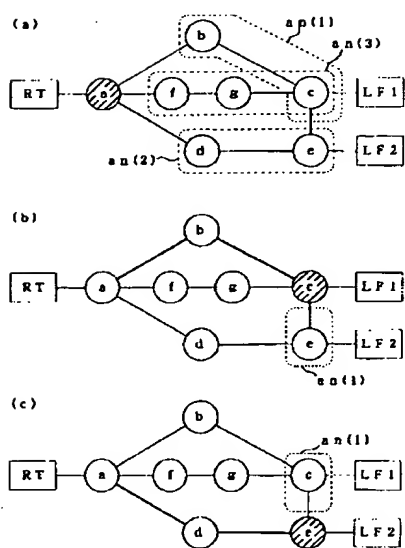 (a)
b
an(1)
an(3)
RT
a
f
g
c
LF1
d
e
LF2
an(2)
(b)
b
RT
a
f
g
c
LF1
d
e
LF2
an(1)
(c)
b
an(1)
RT
a
f
g
c
LF1
d
e
LF2